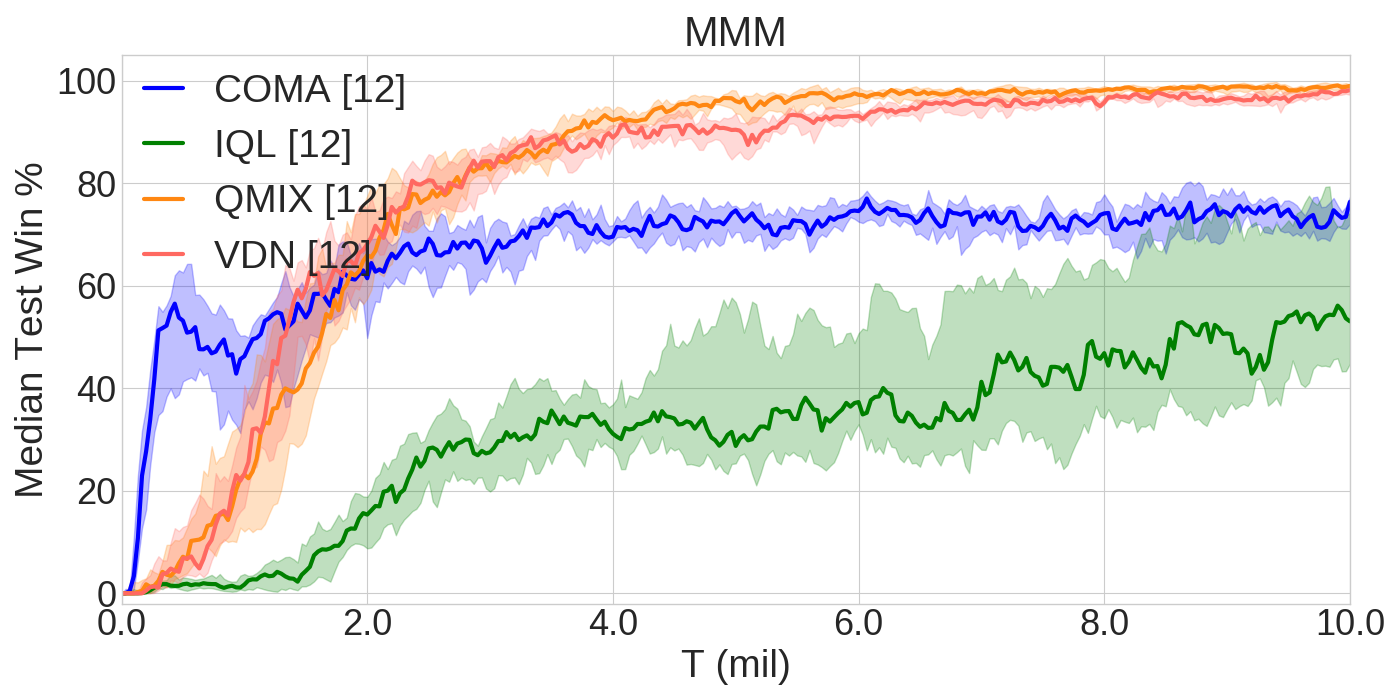 MMM
COMA [12]
IQL [12]
QMIX [12]
VDN [12]
Median Test Win %
100
80
60
40
20
0
0.0 2.0 4.0 6.0 8.0 10.0
T (mil)